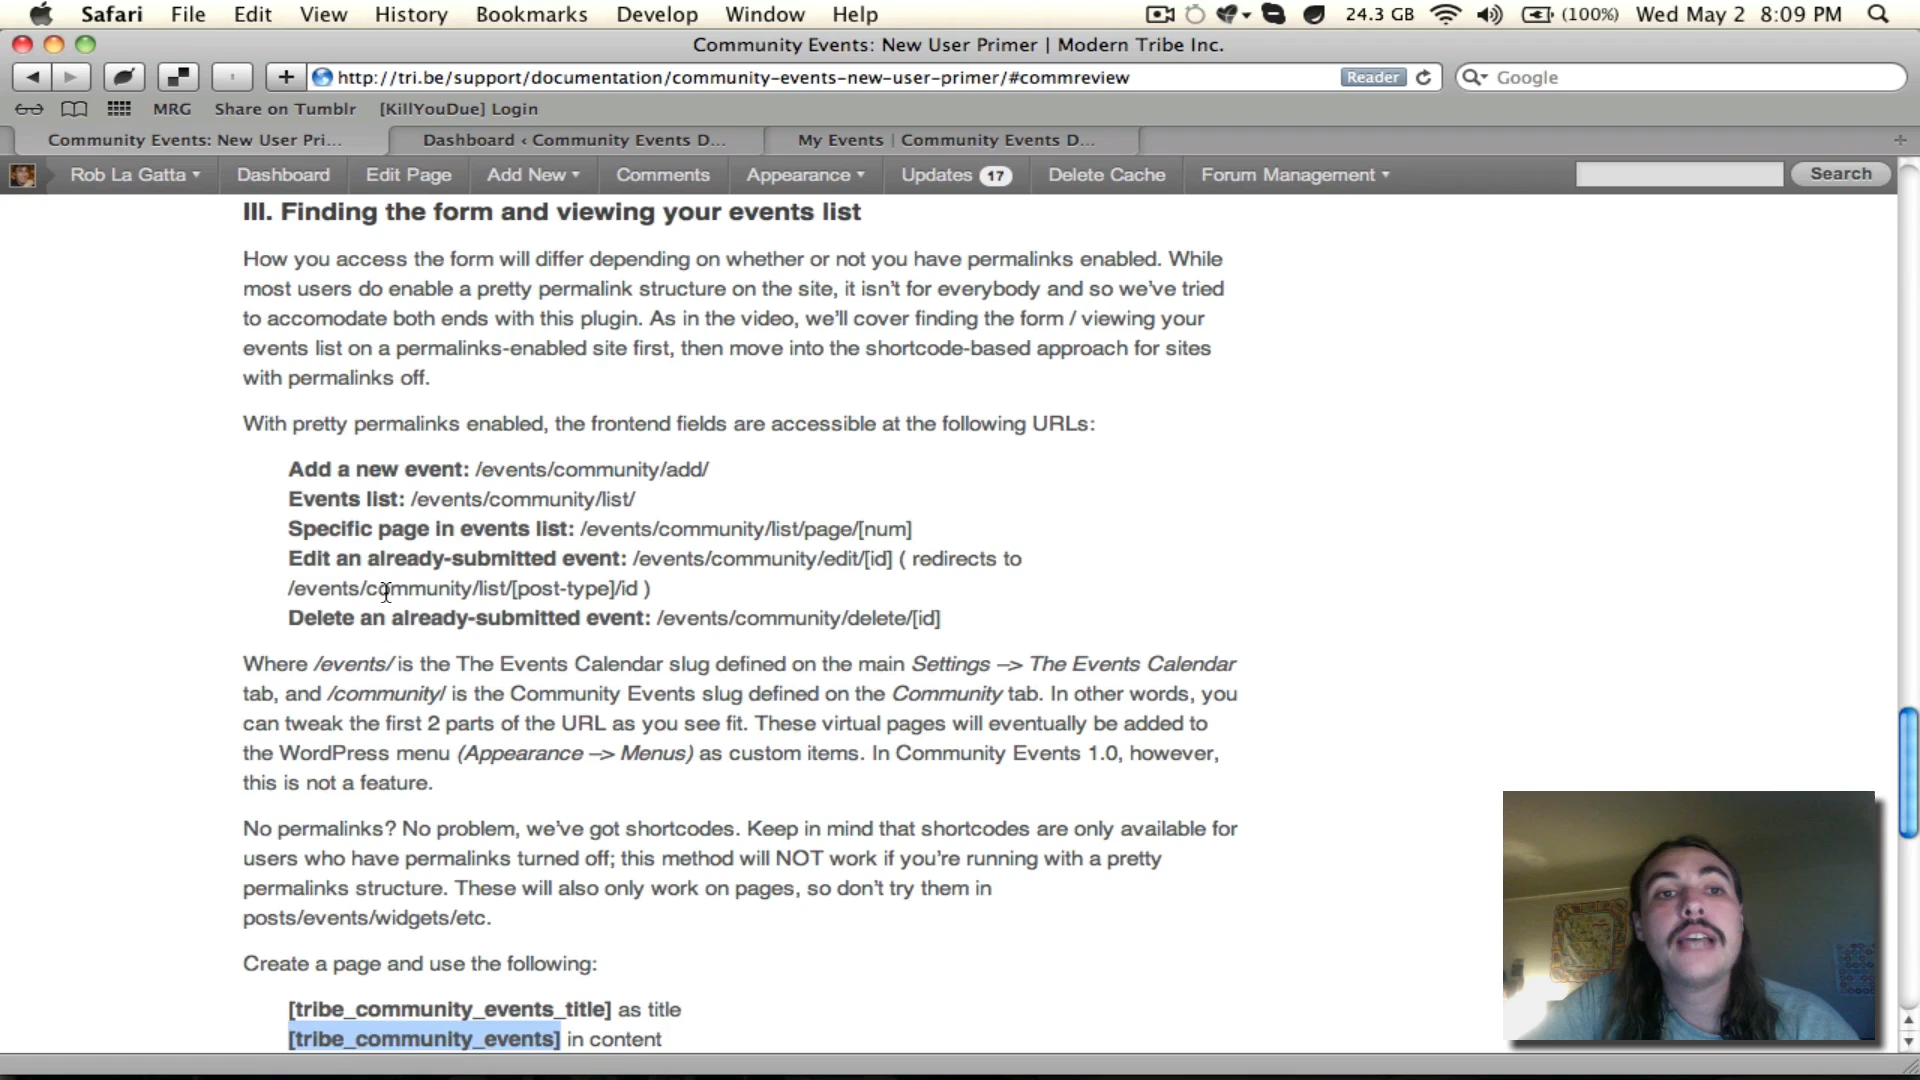 Safari File Edit View History Bookmarks Develop Window Help 24.3 GB (100%) Wed May 2 8:09 PM
Community Events: New User Primer | Modern Tribe Inc.
http://tri.be/support/documentation/community-events-new-user-primer/#commreview Reader Google
MRG Share on Tumblr [KillYouDue] Login
Community Events: New User Pri... Dashboard ‹ Community Events D... My Events | Community Events D...
Rob La Gatta Dashboard Edit Page Add New Comments Appearance Updates 17 Delete Cache Forum Management Search
III. Finding the form and viewing your events list
How you access the form will differ depending on whether or not you have permalinks enabled. While
most users do enable a pretty permalink structure on the site, it isn't for everybody and so we've tried
to accomodate both ends with this plugin. As in the video, we'll cover finding the form / viewing your
events list on a permalinks-enabled site first, then move into the shortcode-based approach for sites
with permalinks off.
With pretty permalinks enabled, the frontend fields are accessible at the following URLs:
Add a new event: /events/community/add/
Events list: /events/community/list/
Specific page in events list: /events/community/list/page/[num]
Edit an already-submitted event: /events/community/edit/[id] ( redirects to
/events/community/list/[post-type]/id )
Delete an already-submitted event: /events/community/delete/[id]
Where /events/ is the The Events Calendar slug defined on the main Settings –> The Events Calendar
tab, and /community/ is the Community Events slug defined on the Community tab. In other words, you
can tweak the first 2 parts of the URL as you see fit. These virtual pages will eventually be added to
the WordPress menu (Appearance –> Menus) as custom items. In Community Events 1.0, however,
this is not a feature.
No permalinks? No problem, we've got shortcodes. Keep in mind that shortcodes are only available for
users who have permalinks turned off; this method will NOT work if you're running with a pretty
permalinks structure. These will also only work on pages, so don't try them in
posts/events/widgets/etc.
Create a page and use the following:
[tribe_community_events_title] as title
[tribe_community_events] in content